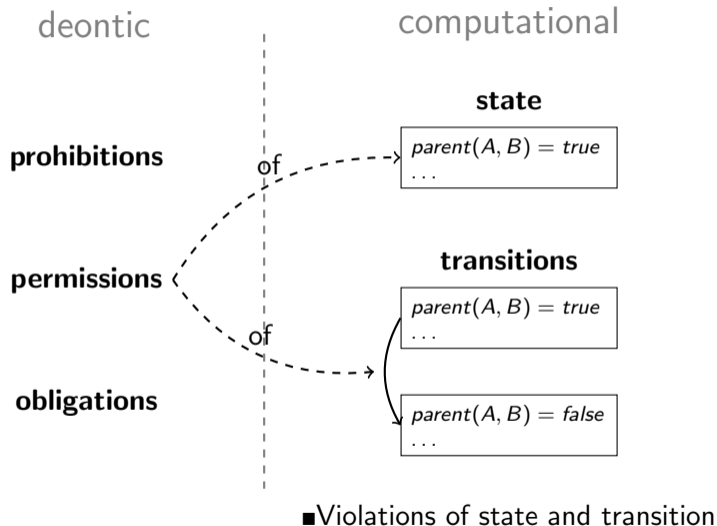 deontic
computational
state
prohibitions
of
parent(A, B) = true
...
permissions
transitions
parent(A, B) = true
...
of
obligations
parent(A, B) = false
...
■Violations of state and transition